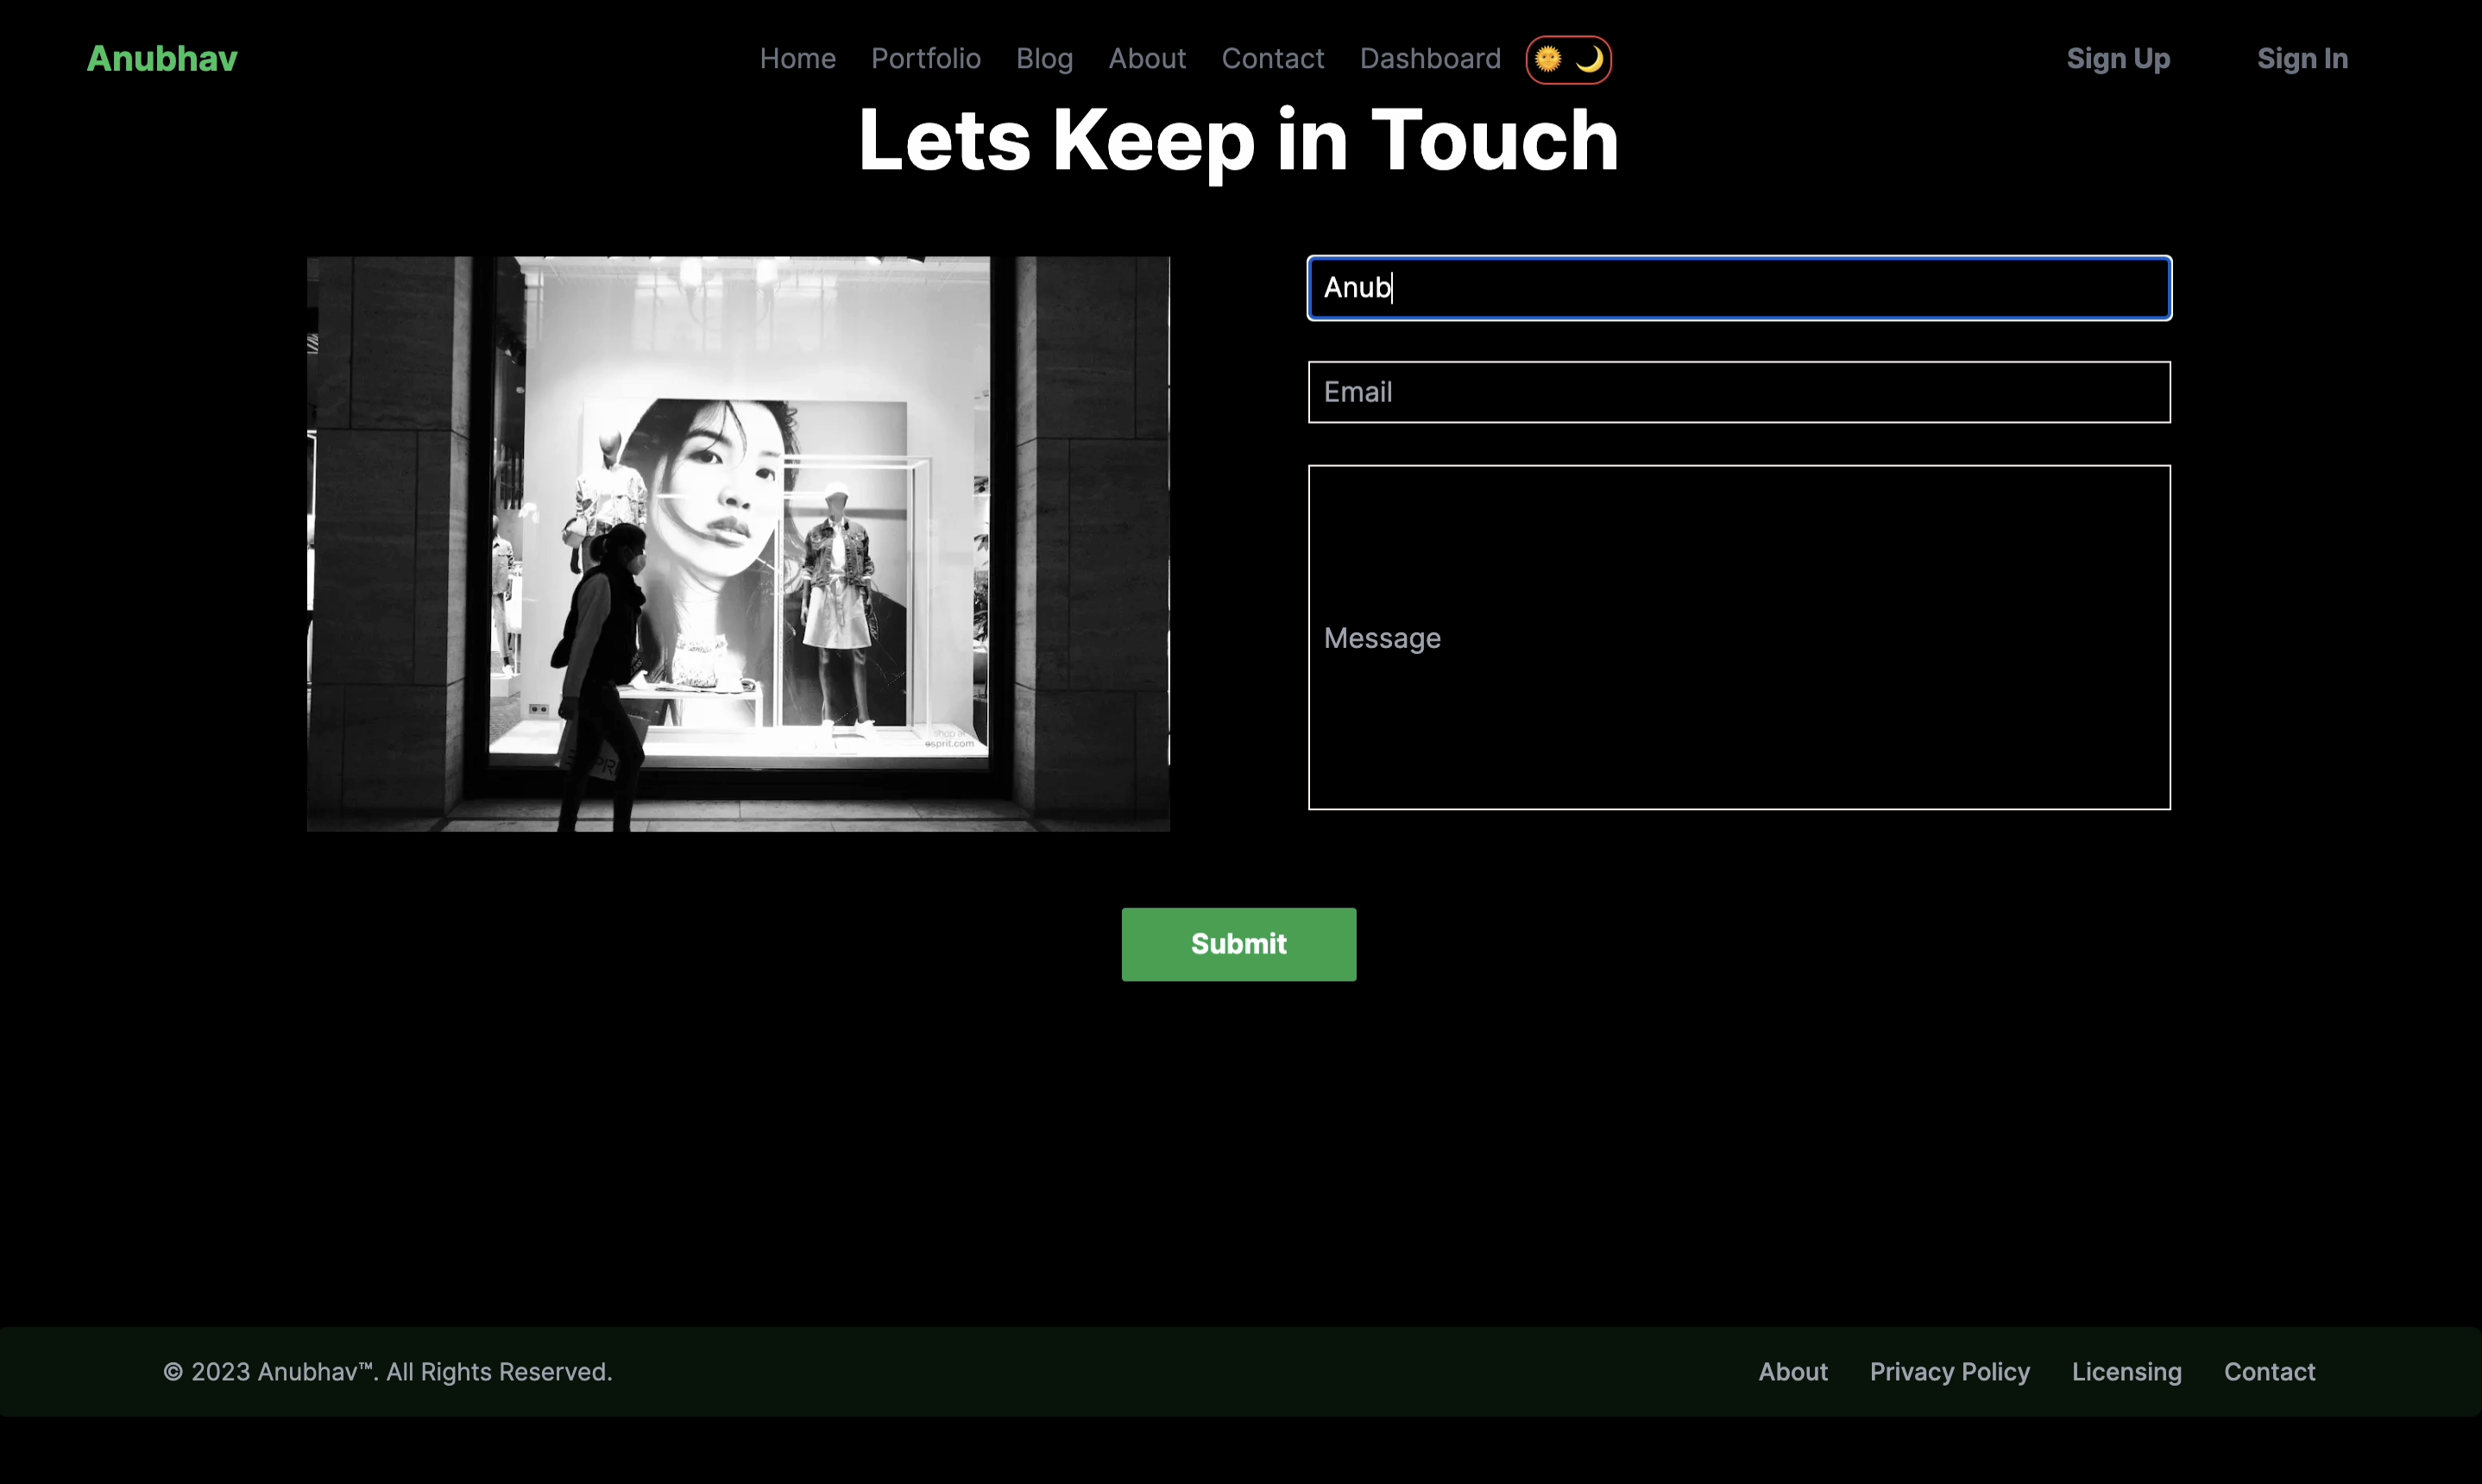 Anubhav
Home Portfolio Blog About Contact Dashboard
Sign Up Sign In
Lets Keep in Touch
Anub
Email
Message
shop at
esprit.com
Submit
© 2023 Anubhav™. All Rights Reserved.
About Privacy Policy Licensing Contact